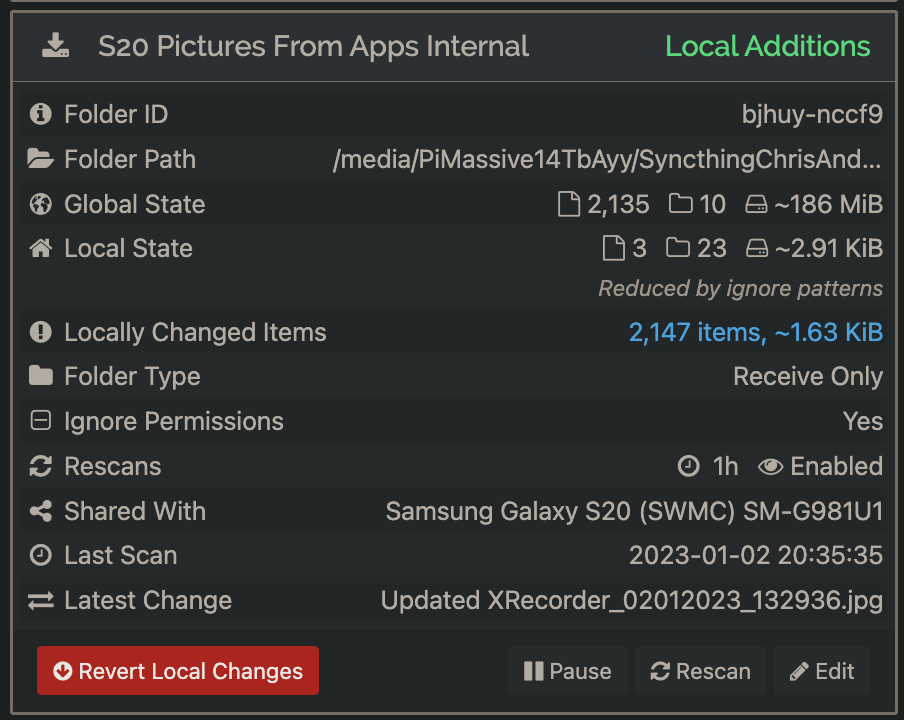 S20 Pictures From Apps Internal Local Additions
Folder ID bjhuy-nccf9
Folder Path /media/PiMassive14TbAyy/SyncthingChrisAnd...
Global State 2,135 10 ~186 MiB
Local State 3 23 ~2.91 KiB
Reduced by ignore patterns
Locally Changed Items 2,147 items, ~1.63 KiB
Folder Type Receive Only
Ignore Permissions Yes
Rescans 1h Enabled
Shared With Samsung Galaxy S20 (SWMC) SM-G981U1
Last Scan 2023-01-02 20:35:35
Latest Change Updated XRecorder_02012023_132936.jpg
Revert Local Changes Pause Rescan Edit